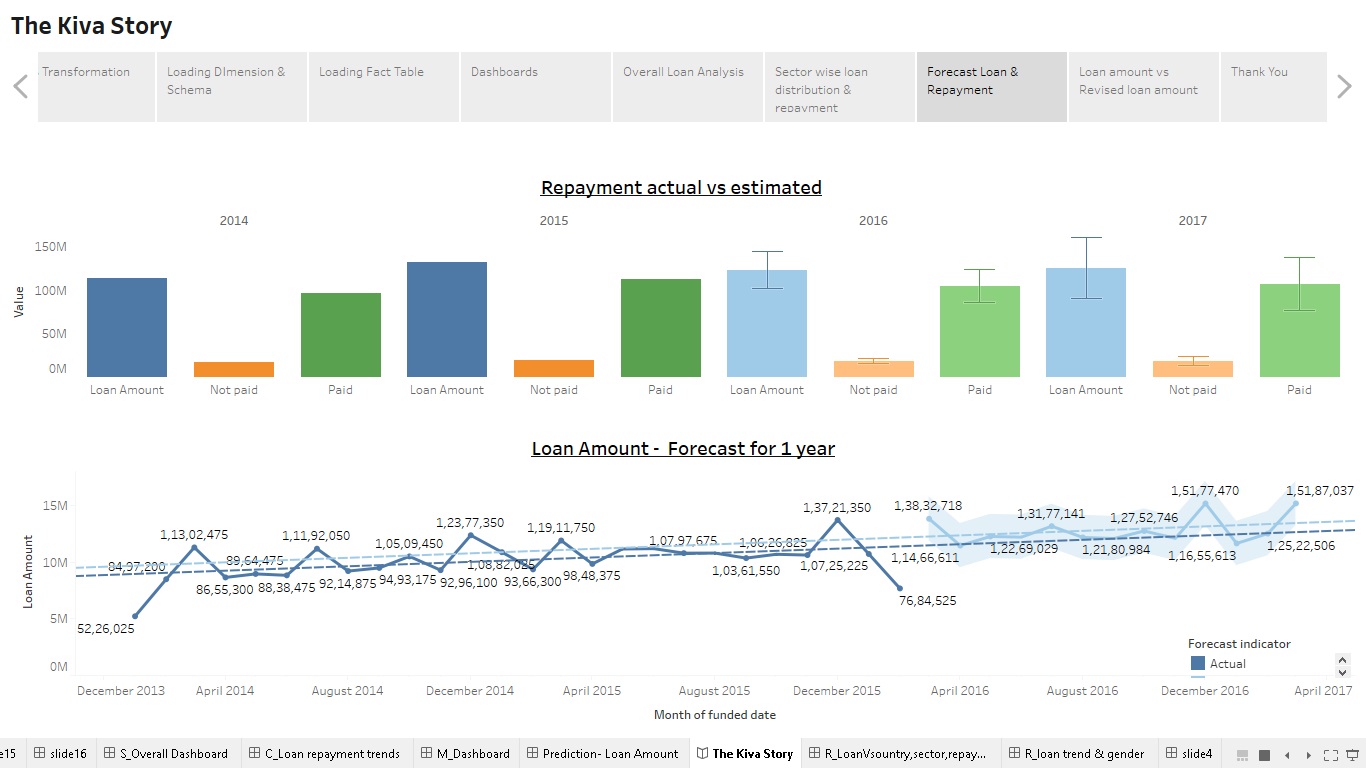 The Kiva Story
Transformation
Loading DImension &
Schema
Loading Fact Table
Dashboards
Overall Loan Analysis
Sector wise loan
distribution &
repayment
Forecast Loan &
Repayment
Loan amount vs
Revised loan amount
Thank You
Repayment actual vs estimated
2014 2015 2016 2017
150M
100M
50M
0M
Value
Loan Amount Not paid Paid Loan Amount Not paid Paid Loan Amount Not paid Paid Loan Amount Not paid Paid
Loan Amount - Forecast for 1 year
15M
10M
5M
0M
Loan Amount
52,26,025
84,97,200
1,13,02,475
86,55,300
89,64,475
88,38,475
1,11,92,050
92,14,875
94,93,175
1,05,09,450
92,96,100
1,23,77,350
1,08,82,025
93,66,300
1,19,11,750
98,48,375
1,07,97,675
1,03,61,550
1,06,26,825
1,07,25,225
1,37,21,350
76,84,525
1,38,32,718
1,14,66,611
1,22,69,029
1,31,77,141
1,21,80,984
1,27,52,746
1,16,55,613
1,51,77,470
1,25,22,506
1,51,87,037
Forecast indicator
Actual
December 2013 April 2014 August 2014 December 2014 April 2015 August 2015 December 2015 April 2016 August 2016 December 2016 April 2017
Month of funded date
e15 slide16 S_Overall Dashboard C_Loan repayment trends M_Dashboard Prediction- Loan Amount The Kiva Story R_LoanVsountry,sector,repay... R_loan trend & gender slide4